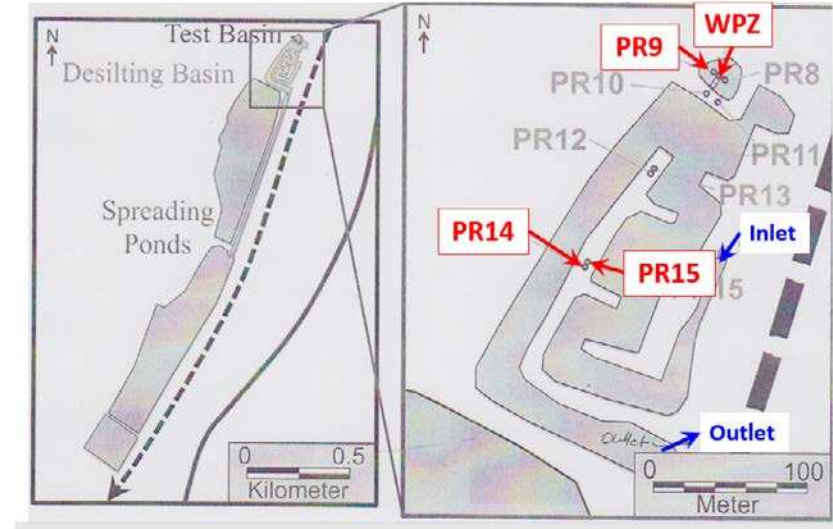 N
Test Basin
Desilting Basin
Spreading
Ponds
0 0.5
Kilometer
N
WPZ
PR9
PR10
PR8
PR12
PR11
PR13
PR14
Inlet
PR15
15
Outlet
outlet
0 100
Meter